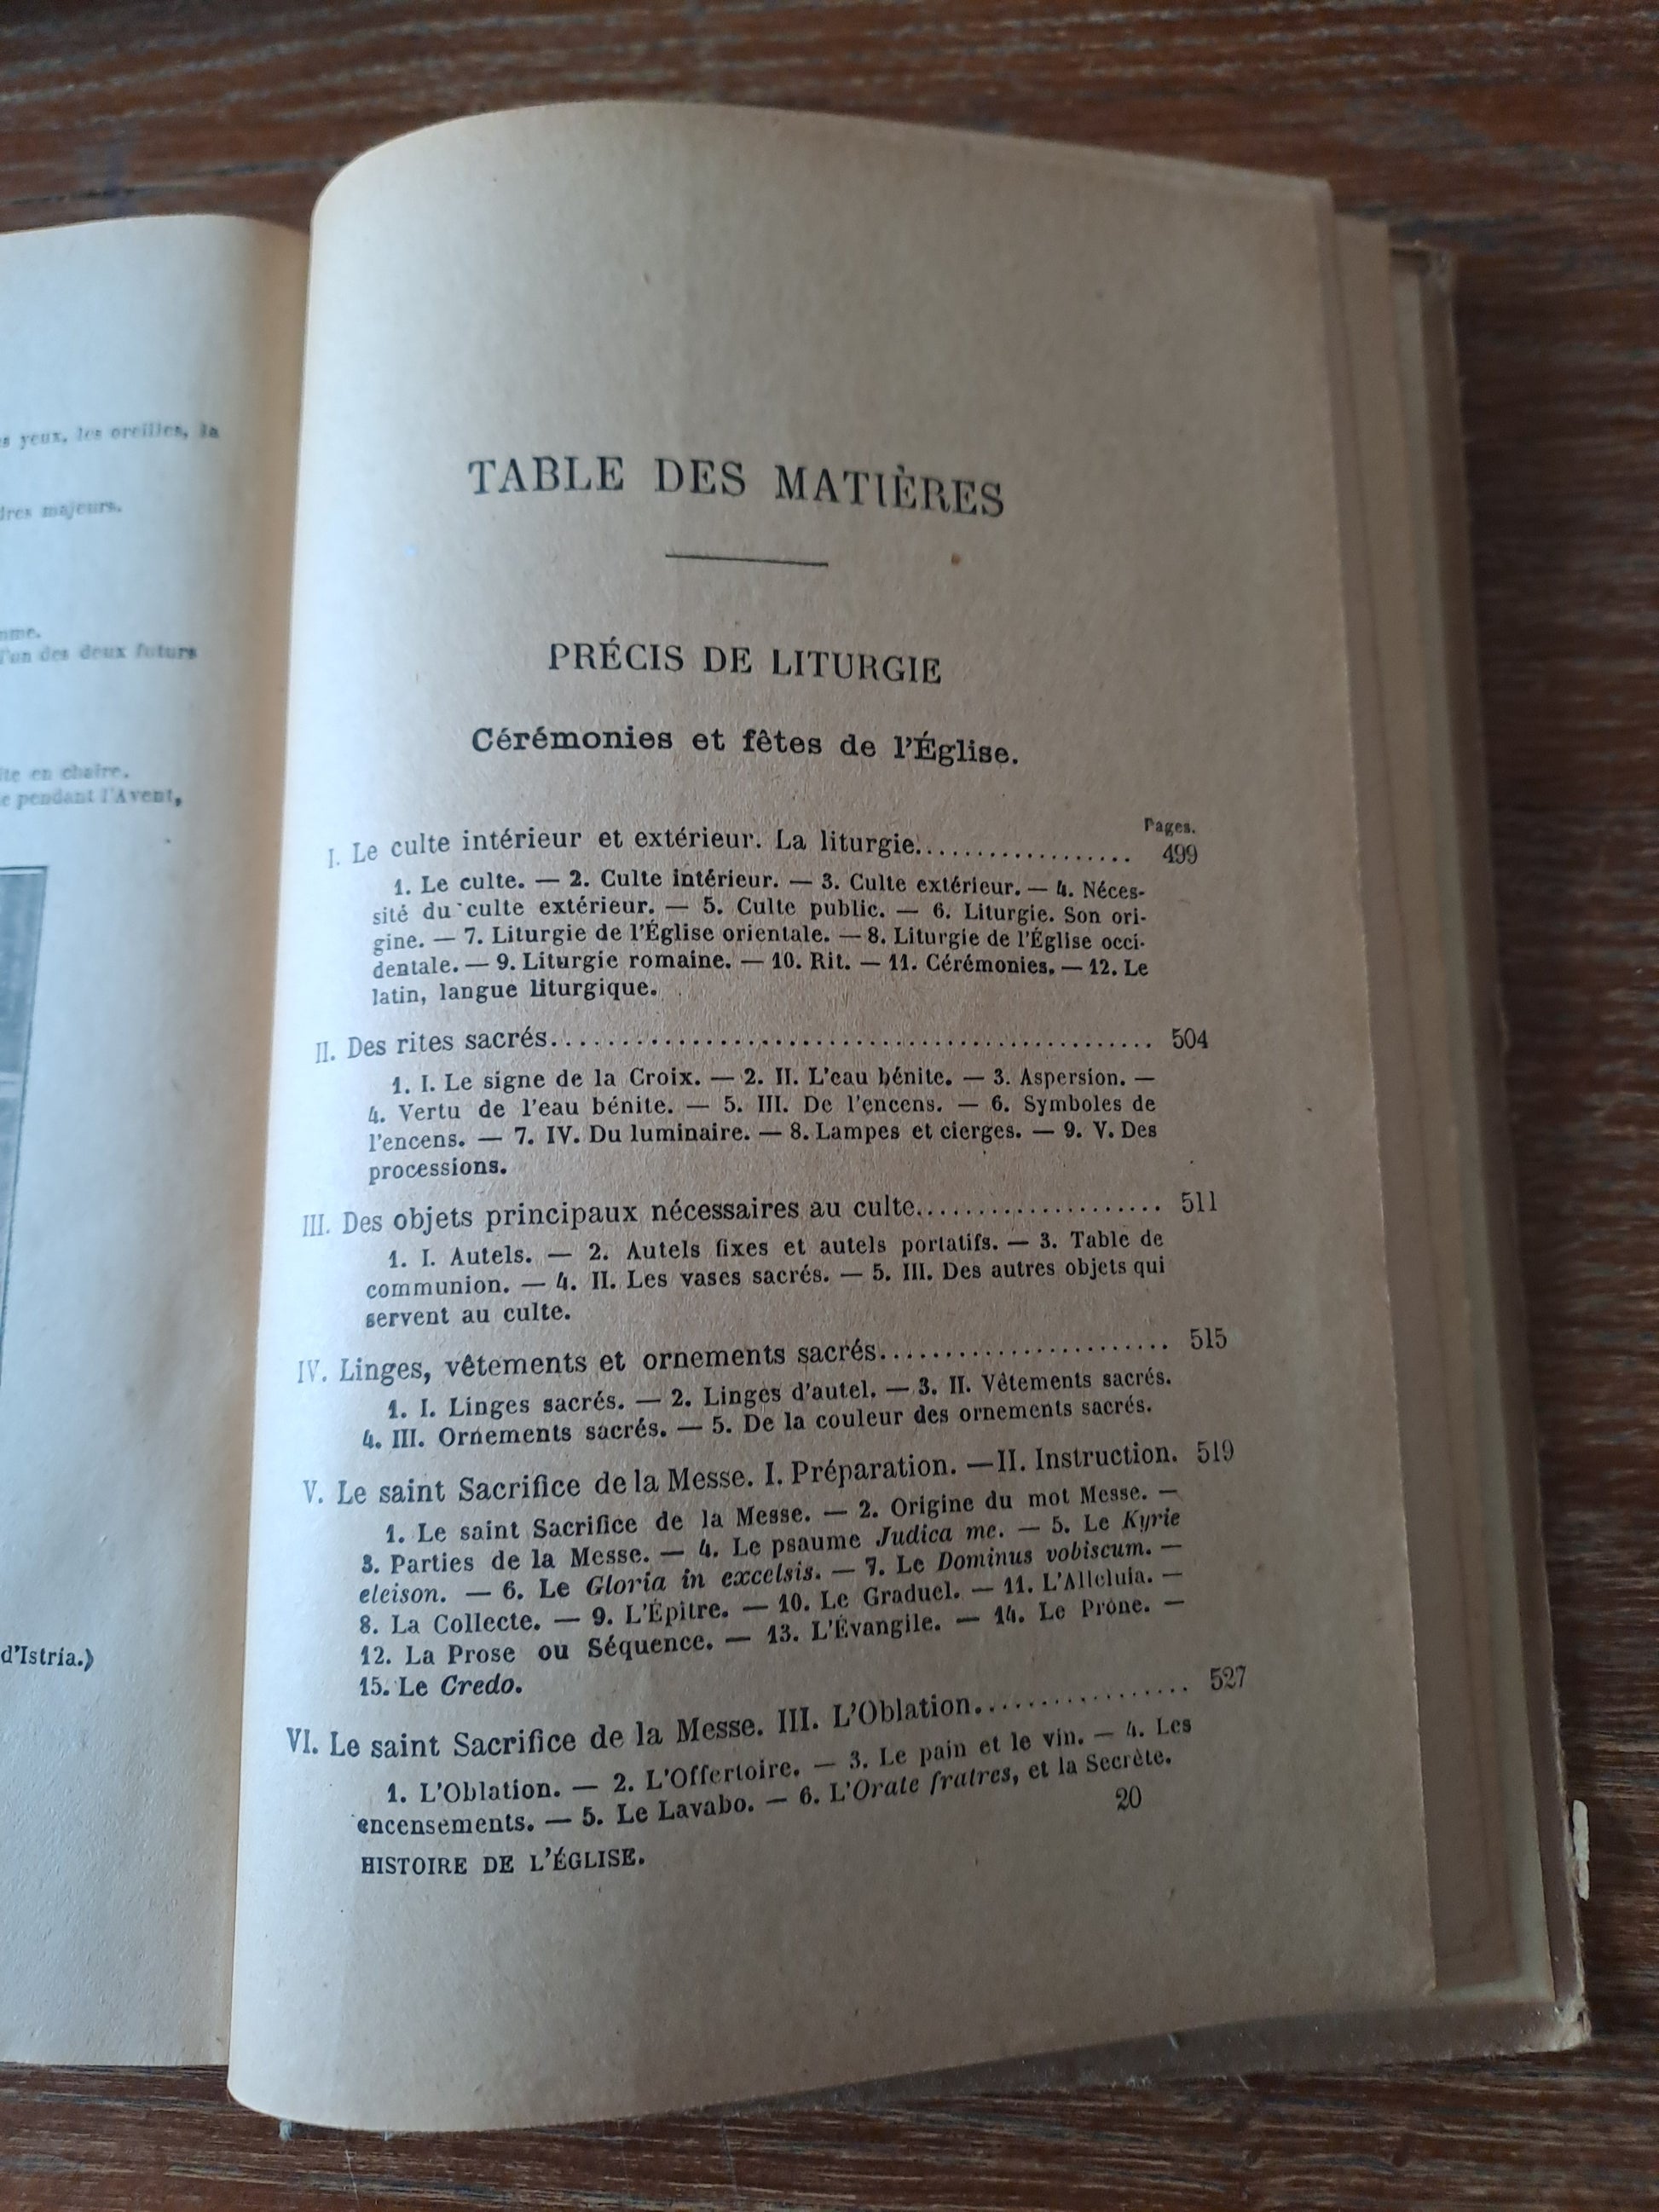 yeux, les oreilles, la
majeurs.
l'un des deux futurs
en chaire.
pendant l'Avent,
d'Istria.)
TABLE DES MATIÈRES
PRÉCIS DE LITURGIE
Cérémonies et fêtes de l'Église.
Pages.
I. Le culte intérieur et extérieur. La liturgie.................. 499
1. Le culte. — 2. Culte intérieur. — 3. Culte extérieur. — 4. Néces-
sité du culte extérieur. — 5. Culte public. — 6. Liturgie. Son ori-
gine. — 7. Liturgie de l'Église orientale. — 8. Liturgie de l'Église occi-
dentale. — 9. Liturgie romaine. — 10. Rit. — 11. Cérémonies. — 12. Le
latin, langue liturgique.
II. Des rites sacrés............................................ 504
1. I. Le signe de la Croix. — 2. II. L'eau bénite. — 3. Aspersion. —
4. Vertu de l'eau bénite. — 5. III. De l'encens. — 6. Symboles de
l'encens. — 7. IV. Du luminaire. — 8. Lampes et cierges. — 9. V. Des
processions.
III. Des objets principaux nécessaires au culte.................... 511
1. I. Autels. — 2. Autels fixes et autels portatifs. — 3. Table de
communion. — 4. II. Les vases sacrés. — 5. III. Des autres objets qui
servent au culte.
IV. Linges, vêtements et ornements sacrés....................... 515
1. I. Linges sacrés. — 2. Linges d'autel. — 3. II. Vêtements sacrés.
4. III. Ornements sacrés. — 5. De la couleur des ornements sacrés.
V. Le saint Sacrifice de la Messe. I. Préparation. — II. Instruction. 519
1. Le saint Sacrifice de la Messe. — 2. Origine du mot Messe. —
3. Parties de la Messe. — 4. Le psaume Judica me. — 5. Le Kyrie
eleison. — 6. Le Gloria in excelsis. — 7. Le Dominus vobiscum. —
8. La Collecte. — 9. L'Épitre. — 10. Le Graduel. — 11. L'Alleluia. —
12. La Prose ou Séquence. — 13. L'Évangile. — 14. Le Prône. —
15. Le Credo.
VI. Le saint Sacrifice de la Messe. III. L'Oblation................. 527
1. L'Oblation. — 2. L'Offertoire. — 3. Le pain et le vin. — 4. Les
encensements. — 5. Le Lavabo. — 6. L'Orate fratres, et la Secrète.
HISTOIRE DE L'ÉGLISE. 20